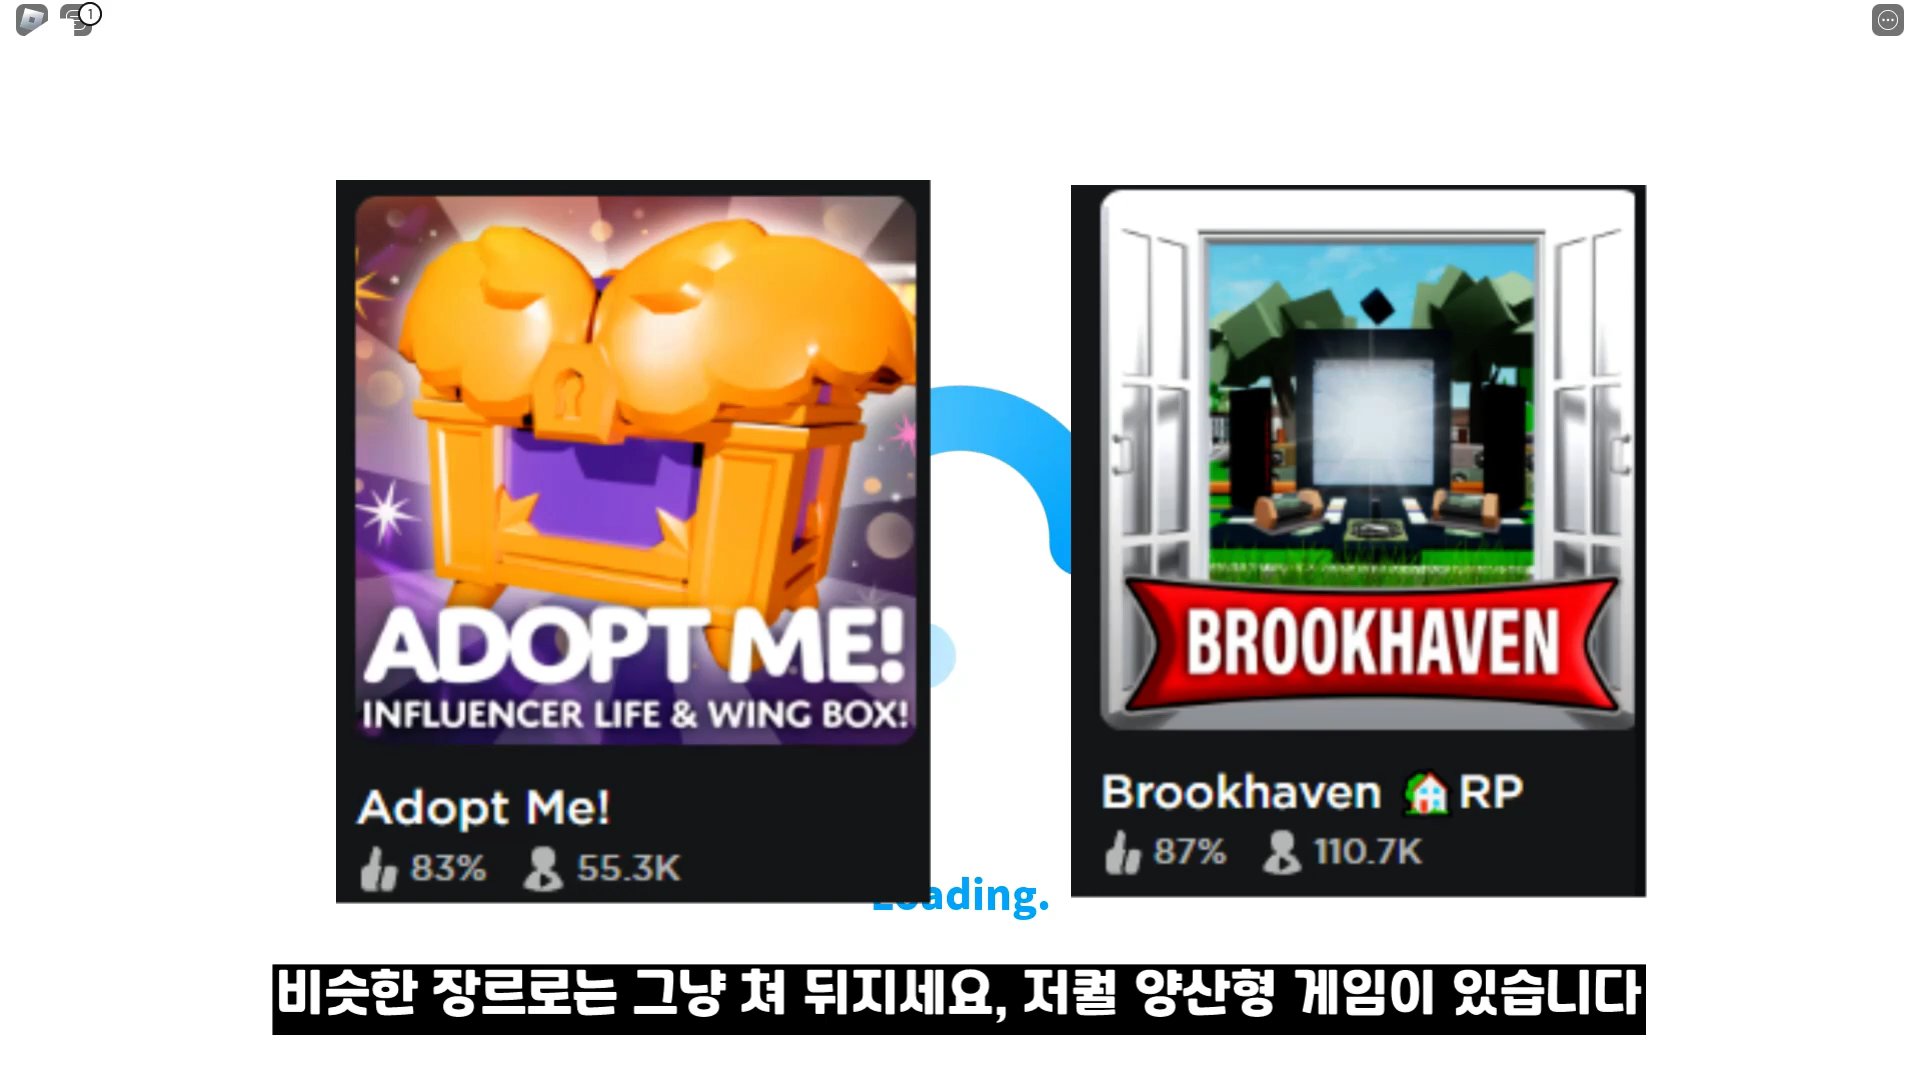 1
ADOPT ME!
INFLUENCER LIFE & WING BOX!
Adopt Me!
83% 55.3K
BROOKHAVEN
Brookhaven 🏡RP
87% 110.7K
Loading.
비슷한 장르로는 그냥 쳐 뒤지세요, 저퀄 양산형 게임이 있습니다